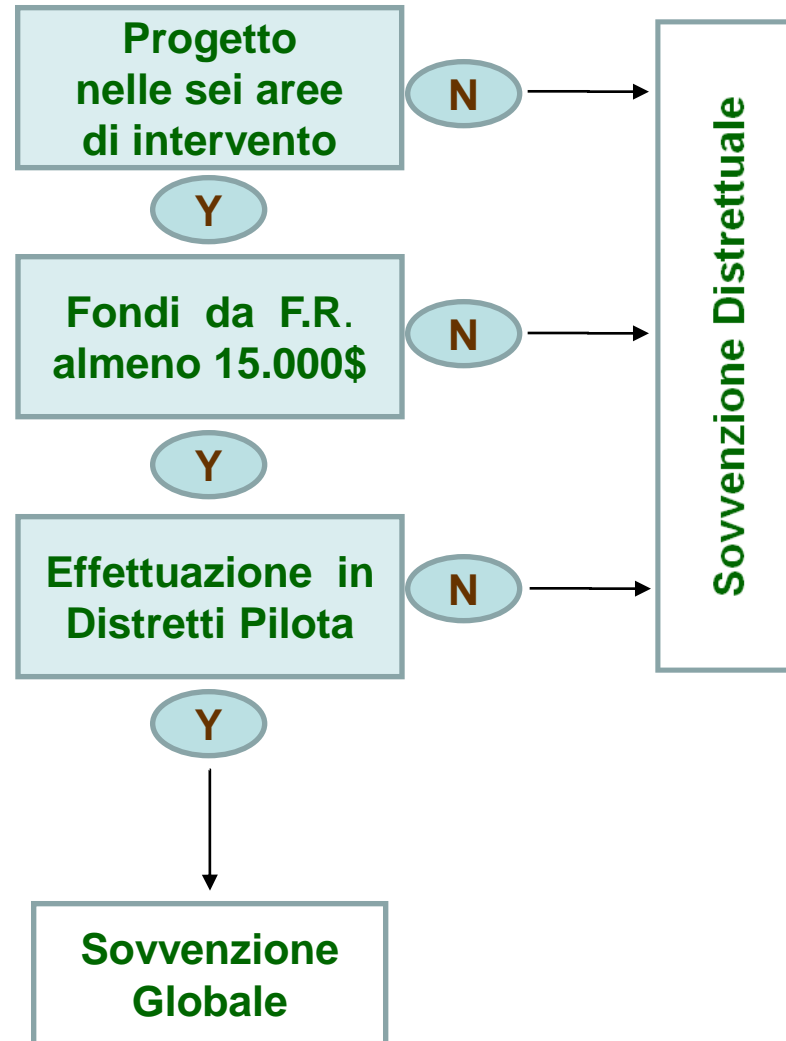 Progetto
nelle sei aree
di intervento
N
Y
Fondi da F.R.
almeno 15.000$
N
Y
Effettuazione in
Distretti Pilota
N
Y
Sovvenzione Distrettuale
Sovvenzione
Globale